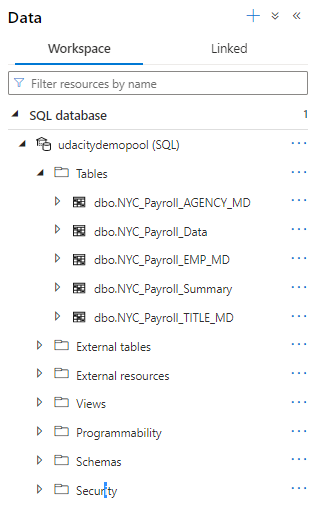 Data
Workspace Linked
Filter resources by name
SQL database 1
udacitydemopool (SQL)
Tables
dbo.NYC_Payroll_AGENCY_MD
dbo.NYC_Payroll_Data
dbo.NYC_Payroll_EMP_MD
dbo.NYC_Payroll_Summary
dbo.NYC_Payroll_TITLE_MD
External tables
External resources
Views
Programmability
Schemas
Security